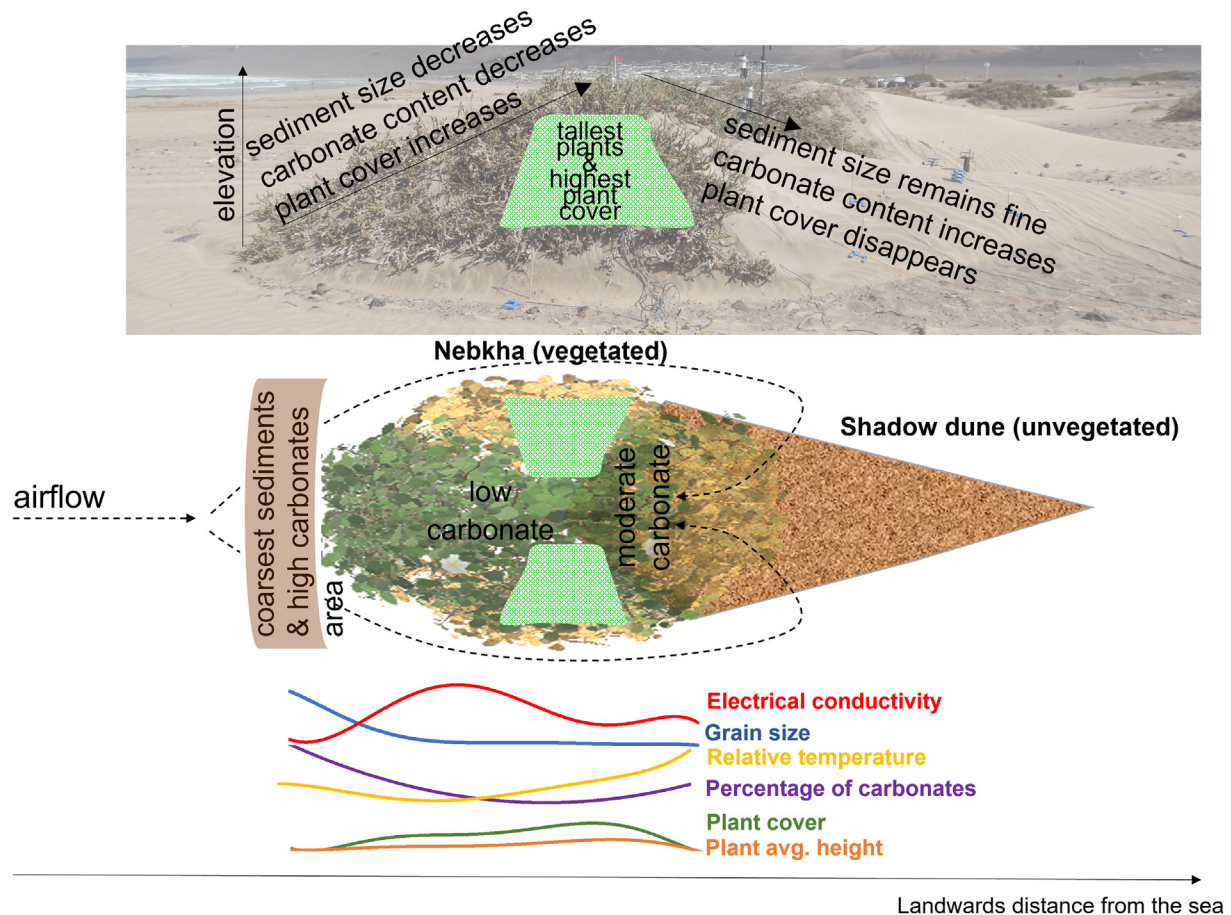 elevation
sediment size decreases
carbonate content decreases
plant cover increases
tallest
plants
&
highest
plant
cover
sediment size remains fine
carbonate content increases
plant cover disappears
Nebkha (vegetated)
Shadow dune (unvegetated)
airflow
coarsest sediments
& high carbonates
area
low
carbonate
moderate
carbonate
Electrical conductivity
Grain size
Relative temperature
Percentage of carbonates
Plant cover
Plant avg. height
Landwards distance from the sea